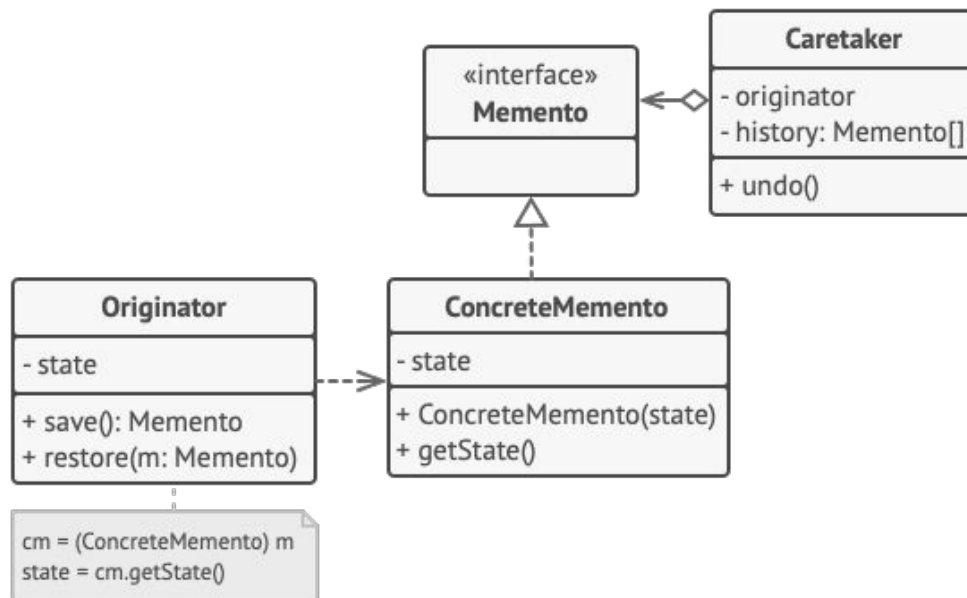 «interface»
Memento
Caretaker
- originator
- history: Memento[]
+ undo()
Originator
- state
+ save(): Memento
+ restore(m: Memento)
ConcreteMemento
- state
+ ConcreteMemento(state)
+ getState()
cm = (ConcreteMemento) m
state = cm.getState()